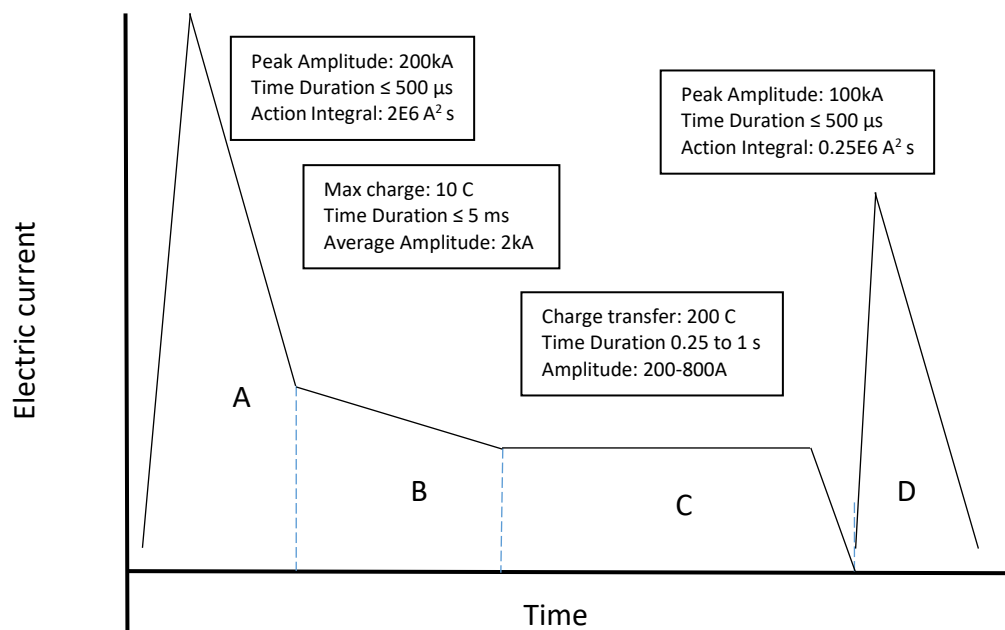 Peak Amplitude: 200kA
Time Duration ≤ 500 µs
Action Integral: 2E6 A² s
Peak Amplitude: 100kA
Time Duration ≤ 500 µs
Action Integral: 0.25E6 A² s
Max charge: 10 C
Time Duration ≤ 5 ms
Average Amplitude: 2kA
Charge transfer: 200 C
Time Duration 0.25 to 1 s
Amplitude: 200-800A
Electric current
A
B
C
D
Time